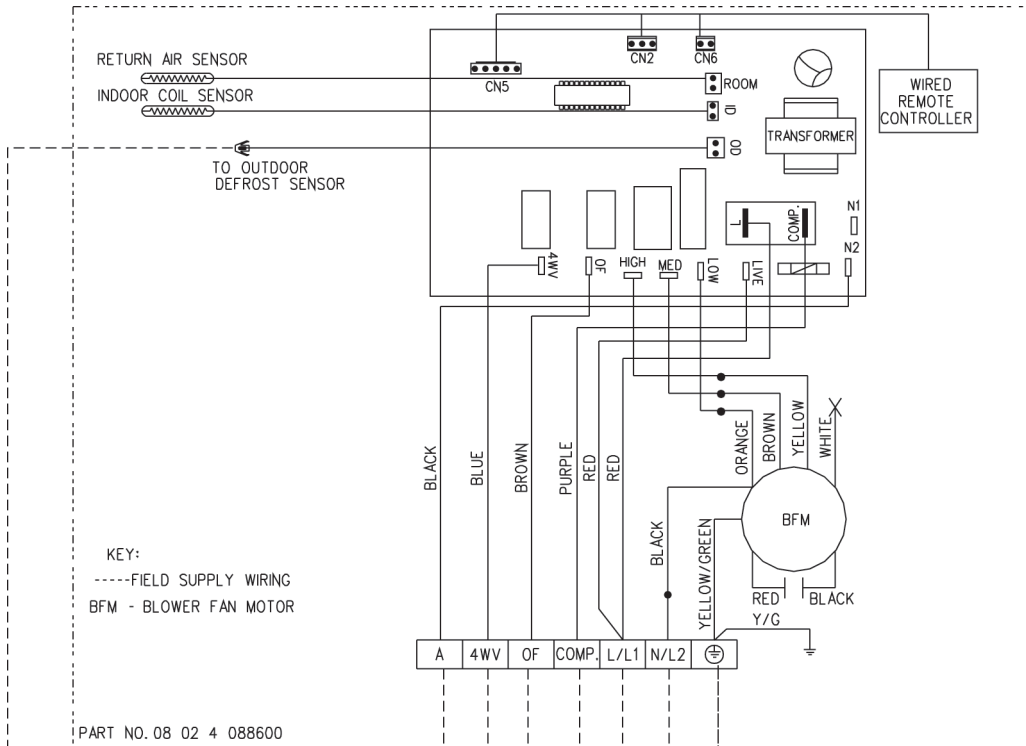 RETURN AIR SENSOR
INDOOR COIL SENSOR
TO OUTDOOR
DEFROST SENSOR
CN5
CN2
CN6
ROOM
ID
OD
TRANSFORMER
WIRED
REMOTE
CONTROLLER
L
COMP.
N1
N2
4WV
OF
HIGH
MED
LOW
LIVE
BLACK
BLUE
BROWN
PURPLE
RED
RED
BLACK
YELLOW/GREEN
ORANGE
BROWN
YELLOW
WHITE
BFM
RED
BLACK
Y/G
KEY:
-----FIELD SUPPLY WIRING
BFM - BLOWER FAN MOTOR
A
4WV
OF
COMP.
L/L1
N/L2
PART NO. 08 02 4 088600